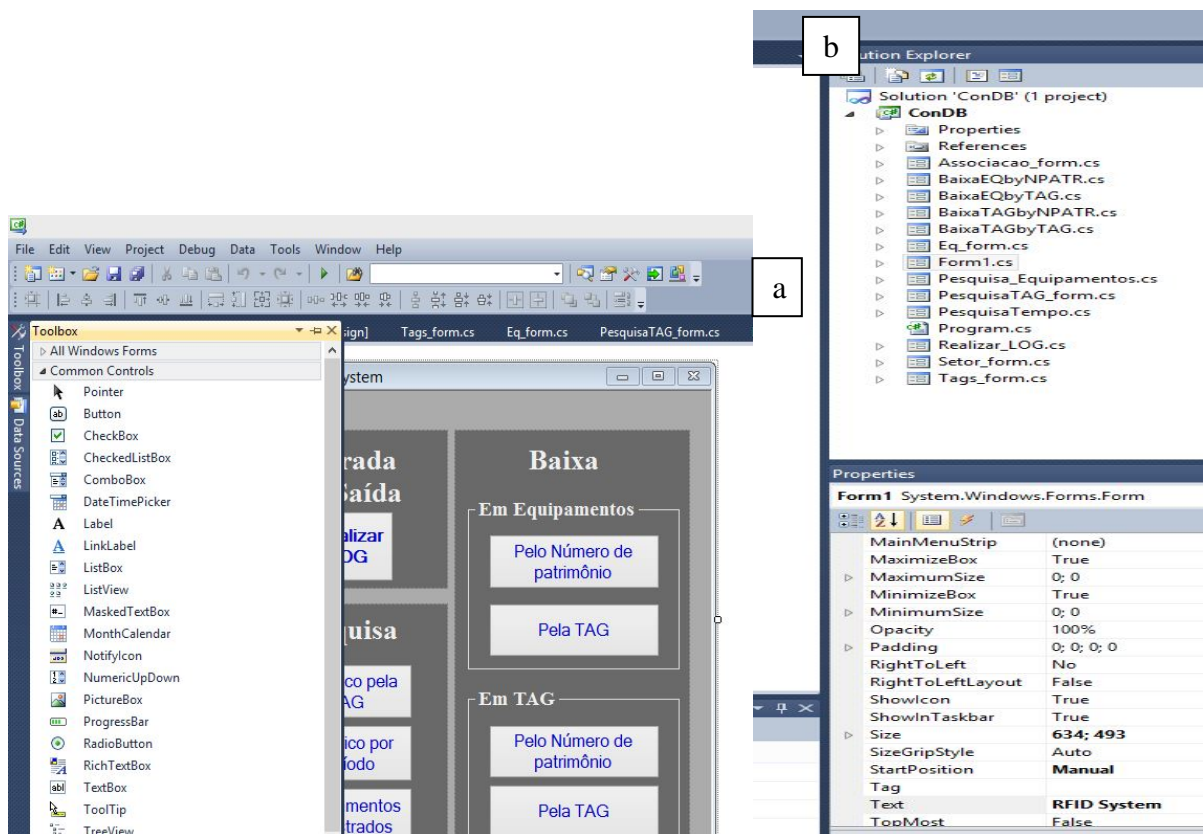 b
ution Explorer
Solution 'ConDB' (1 project)
ConDB
Properties
References
Associacao_form.cs
BaixaEQbyNPATR.cs
BaixaEQbyTAG.cs
BaixaTAGbyNPATR.cs
BaixaTAGbyTAG.cs
Eq_form.cs
Form1.cs
Pesquisa_Equipamentos.cs
PesquisaTAG_form.cs
PesquisaTempo.cs
Program.cs
Realizar_LOG.cs
Setor_form.cs
Tags_form.cs
Properties
Form1 System.Windows.Forms.Form
MainMenuStrip (none)
MaximizeBox True
MaximumSize 0; 0
MinimizeBox True
MinimumSize 0; 0
Opacity 100%
Padding 0; 0; 0; 0
RightToLeft No
RightToLeftLayout False
ShowIcon True
ShowInTaskbar True
Size 634; 493
SizeGripStyle Auto
StartPosition Manual
Tag
Text RFID System
TopMost False
a
File Edit View Project Debug Data Tools Window Help
Toolbox
Data Sources
Toolbox
All Windows Forms
Common Controls
Pointer
Button
CheckBox
CheckedListBox
ComboBox
DateTimePicker
Label
LinkLabel
ListBox
ListView
MaskedTextBox
MonthCalendar
NotifyIcon
NumericUpDown
PictureBox
ProgressBar
RadioButton
RichTextBox
TextBox
ToolTip
TreeView
sign] Tags_form.cs Eq_form.cs PesquisaTAG_form.cs
ystem
rada
aída
alizar
OG
uisa
co pela
AG
ico por
íodo
mentos
trados
Baixa
Em Equipamentos
Pelo Número de
patrimônio
Pela TAG
Em TAG
Pelo Número de
patrimônio
Pela TAG